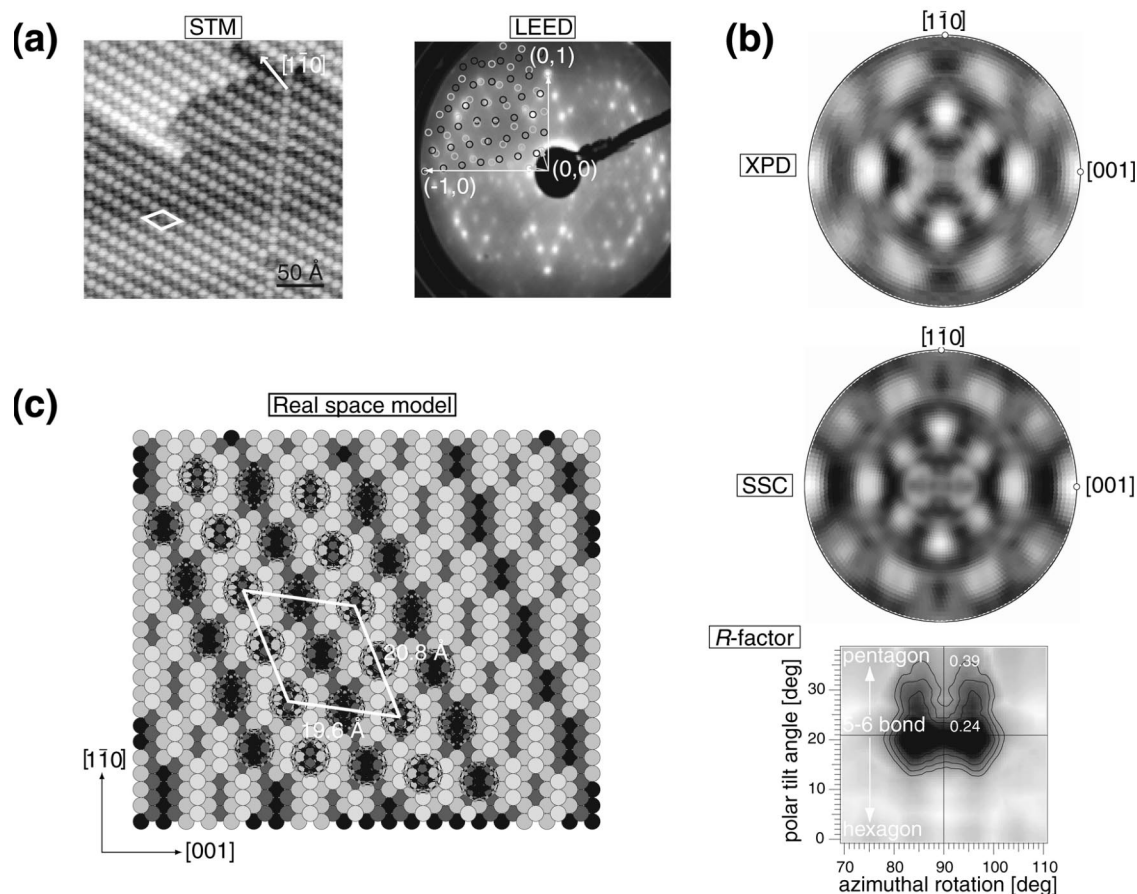 (a)
STM
[11̄0]
50 Å
LEED
(0,1)
(0,0)
(-1,0)
(b)
[11̄0]
XPD
[001]
[11̄0]
SSC
[001]
R-factor
pentagon
0.39
5-6 bond
0.24
hexagon
polar tilt angle [deg]
30
20
10
0
70 80 90 100 110
azimuthal rotation [deg]
(c)
Real space model
20.8 Å
19.6 Å
[11̄0]
[001]